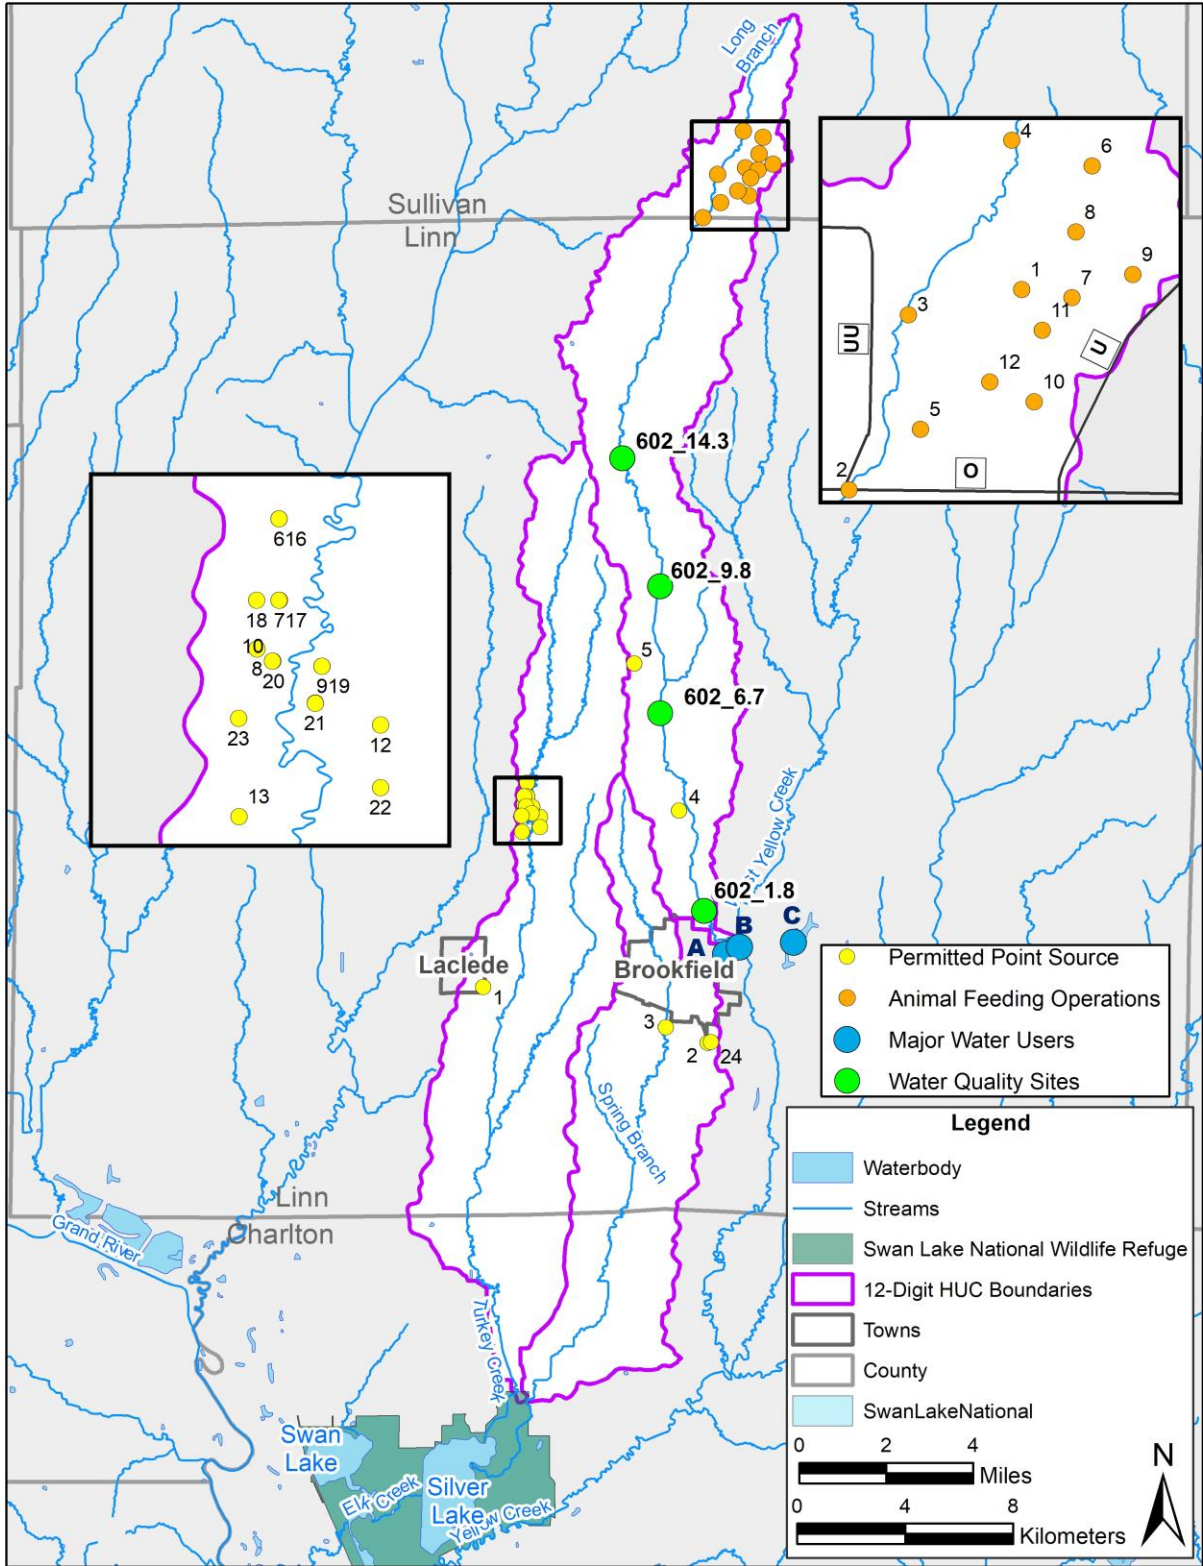 Long
Branch
Sullivan
Linn
4
6
8
9
1
7
3
11
UU
U
12
10
5
2
O
602_14.3
602_9.8
5
602_6.7
4
616
18
717
10
8
20
919
21
23
12
22
13
602_1.8
st Yellow Creek
A
B
C
Laclede
Brookfield
1
3
2
24
Spring Branch
Linn
Charlton
Grand River
Turkey Creek
Swan
Lake
Elk Creek
Silver
Lake
Yellow Creek
Permitted Point Source
Animal Feeding Operations
Major Water Users
Water Quality Sites
Legend
Waterbody
Streams
Swan Lake National Wildlife Refuge
12-Digit HUC Boundaries
Towns
County
SwanLakeNational
0 2 4
Miles
0 4 8
Kilometers
N